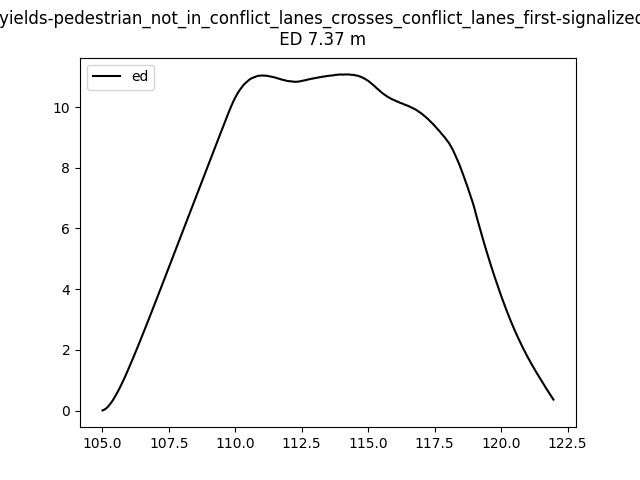 yields-pedestrian_not_in_conflict_lanes_crosses_conflict_lanes_first-signalized
ED 7.37 m
ed
10
8
6
4
2
0
105.0 107.5 110.0 112.5 115.0 117.5 120.0 122.5